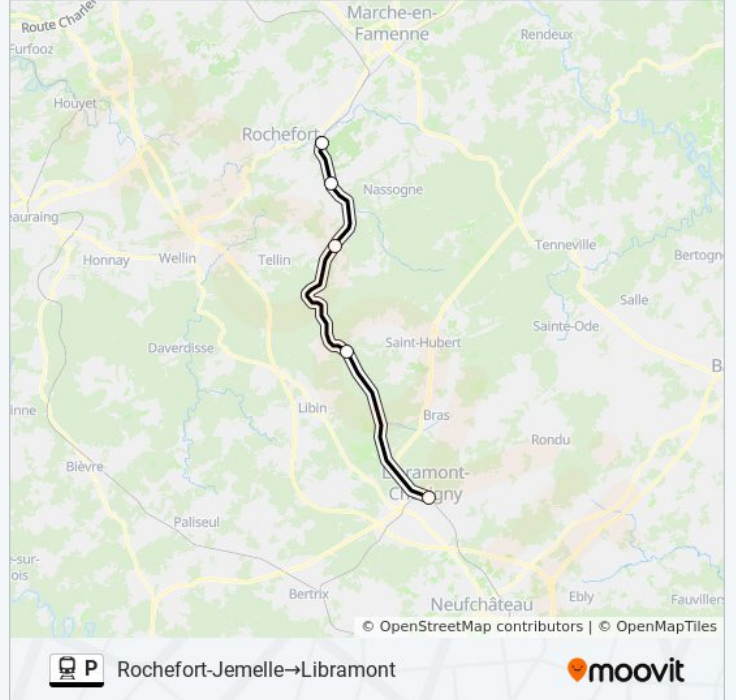 Marche-en-
Famenne
Rendeux
Route Charle
Furfooz
Houyet
Rochefort
Nassogne
eauraing
Honnay
Wellin
Tellin
Tenneville
Bertogn
Salle
Sainte-Ode
Saint-Hubert
Daverdisse
B
inne
Libin
Bras
Rondu
Bièvre
Libramont-
Chevigny
Paliseul
e-sur-
ois
Bertrix
Neufchâteau
Ebly
Fauviller
© OpenStreetMap contributors | © OpenMapTiles
P Rochefort-Jemelle→Libramont
moovit